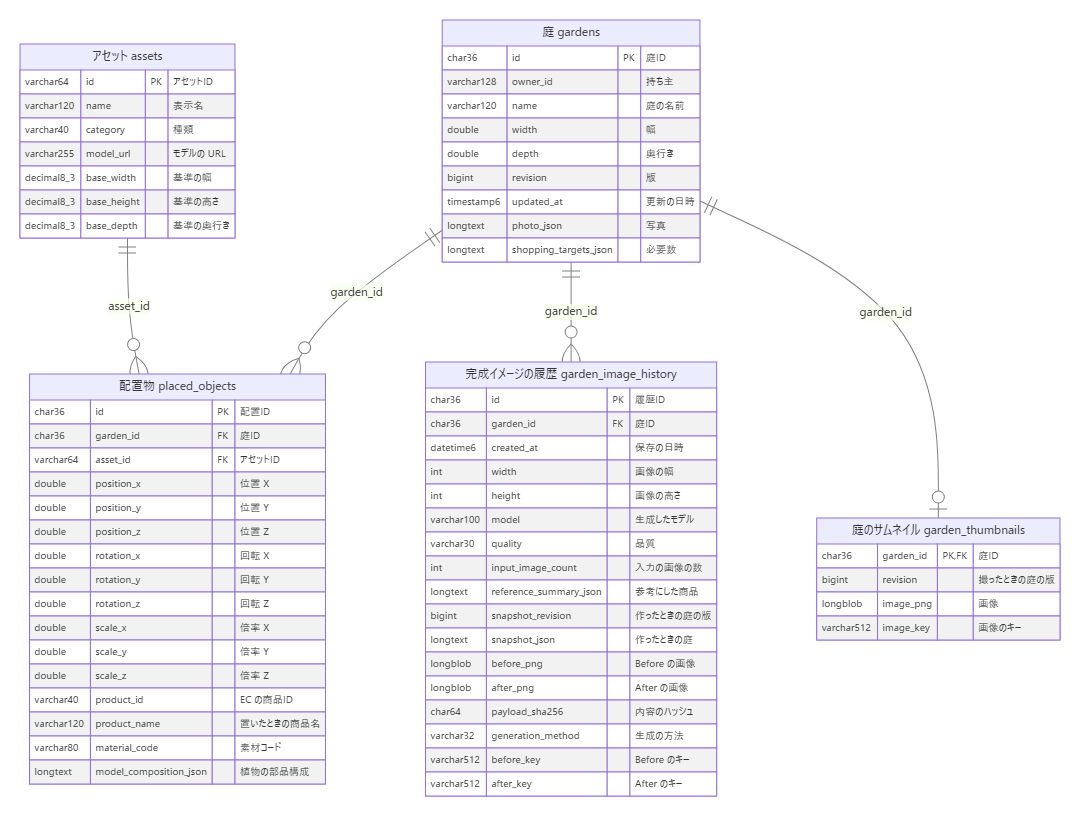 アセット assets
varchar64 id PK アセットID
varchar120 name 表示名
varchar40 category 種類
varchar255 model_url モデルの URL
decimal8_3 base_width 基準の幅
decimal8_3 base_height 基準の高さ
decimal8_3 base_depth 基準の奥行き
庭 gardens
char36 id PK 庭ID
varchar128 owner_id 持ち主
varchar120 name 庭の名前
double width 幅
double depth 奥行き
bigint revision 版
timestamp6 updated_at 更新の日時
longtext photo_json 写真
longtext shopping_targets_json 必要数
asset_id
garden_id
garden_id
garden_id
配置物 placed_objects
char36 id PK 配置ID
char36 garden_id FK 庭ID
varchar64 asset_id FK アセットID
double position_x 位置 X
double position_y 位置 Y
double position_z 位置 Z
double rotation_x 回転 X
double rotation_y 回転 Y
double rotation_z 回転 Z
double scale_x 倍率 X
double scale_y 倍率 Y
double scale_z 倍率 Z
varchar40 product_id EC の商品ID
varchar120 product_name 置いたときの商品名
varchar80 material_code 素材コード
longtext model_composition_json 植物の部品構成
完成イメージの履歴 garden_image_history
char36 id PK 履歴ID
char36 garden_id FK 庭ID
datetime6 created_at 保存の日時
int width 画像の幅
int height 画像の高さ
varchar100 model 生成したモデル
varchar30 quality 品質
int input_image_count 入力の画像の数
longtext reference_summary_json 参考にした商品
bigint snapshot_revision 作ったときの庭の版
longtext snapshot_json 作ったときの庭
longblob before_png Before の画像
longblob after_png After の画像
char64 payload_sha256 内容のハッシュ
varchar32 generation_method 生成の方法
varchar512 before_key Before のキー
varchar512 after_key After のキー
庭のサムネイル garden_thumbnails
char36 garden_id PK,FK 庭ID
bigint revision 撮ったときの庭の版
longblob image_png 画像
varchar512 image_key 画像のキー